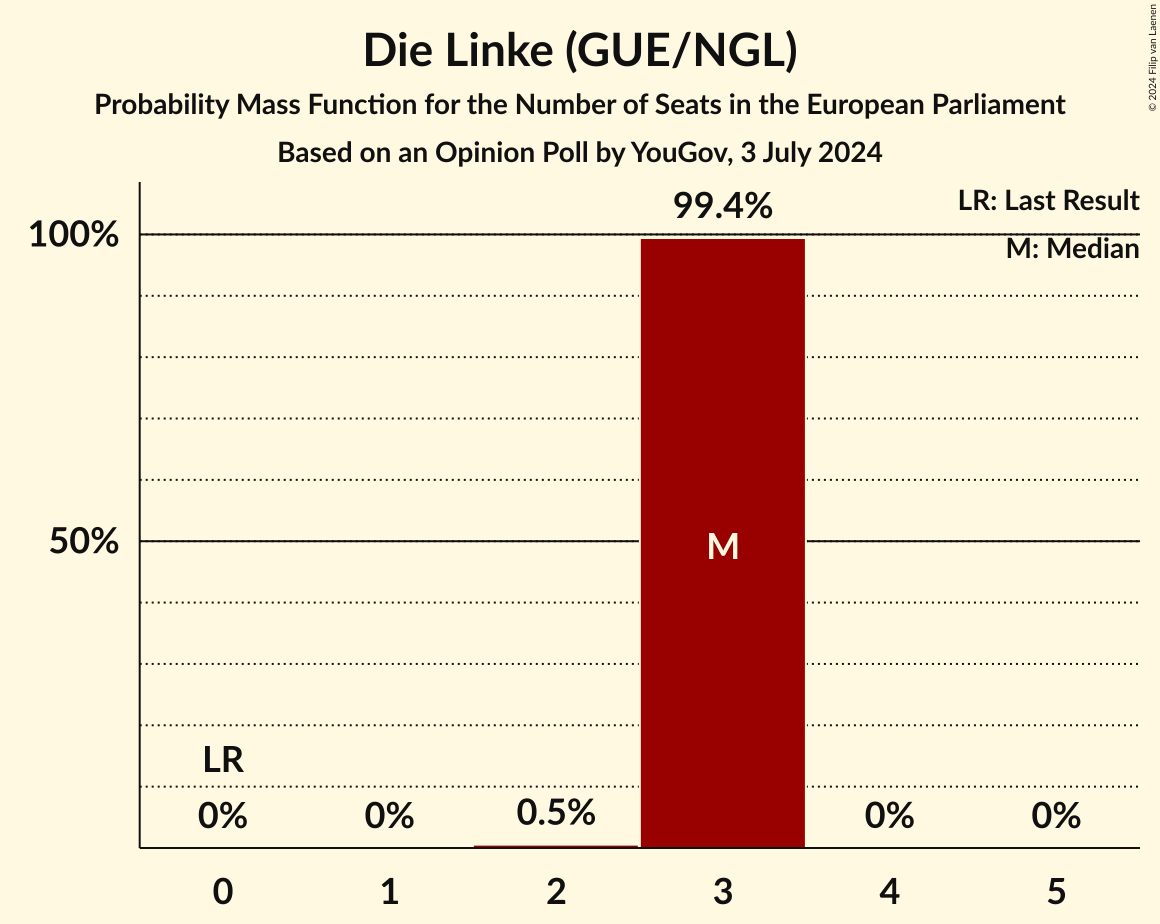 Die Linke (GUE/NGL)
Probability Mass Function for the Number of Seats in the European Parliament
Based on an Opinion Poll by YouGov, 3 July 2024
© 2024 Filip van Laenen
LR: Last Result
M: Median
99.4%
100%
50%
M
LR
0%
0%
0.5%
0%
0%
0 1 2 3 4 5